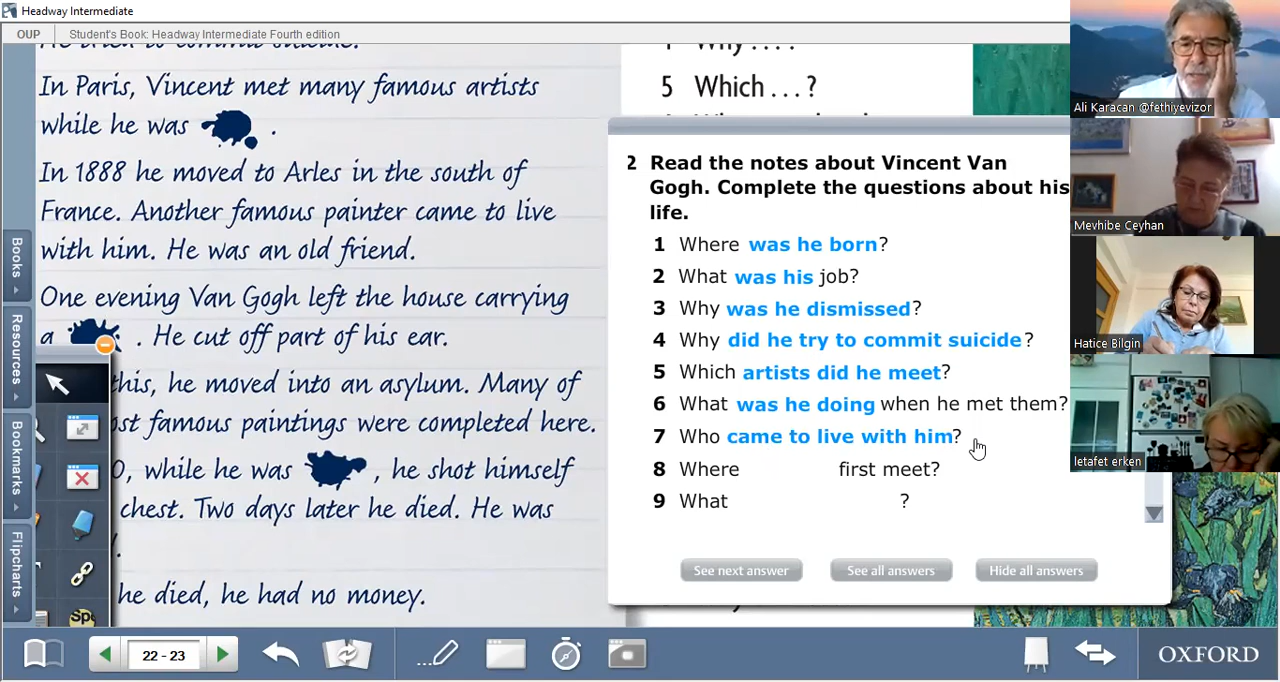 Headway Intermediate
OUP
Student's Book: Headway Intermediate Fourth edition
He tried to commit suicide.
In Paris, Vincent met many famous artists
while he was .
In 1888 he moved to Arles in the south of
France. Another famous painter came to live
with him. He was an old friend.
One evening Van Gogh left the house carrying
a . He cut off part of his ear.
this, he moved into an asylum. Many of
ost famous paintings were completed here.
0, while he was , he shot himself
chest. Two days later he died. He was
he died, he had no money.
Why . . . ?
5 Which . . . ?
2 Read the notes about Vincent Van
Gogh. Complete the questions about his
life.
1 Where was he born?
2 What was his job?
3 Why was he dismissed?
4 Why did he try to commit suicide?
5 Which artists did he meet?
6 What was he doing when he met them?
7 Who came to live with him?
8 Where first meet?
9 What ?
See next answer
See all answers
Hide all answers
Books
Resources
Bookmarks
Flipcharts
Sp
22 - 23
OXFORD
Ali Karacan @fethiyevizor
Mevhibe Ceyhan
Hatice Bilgin
letafet erken